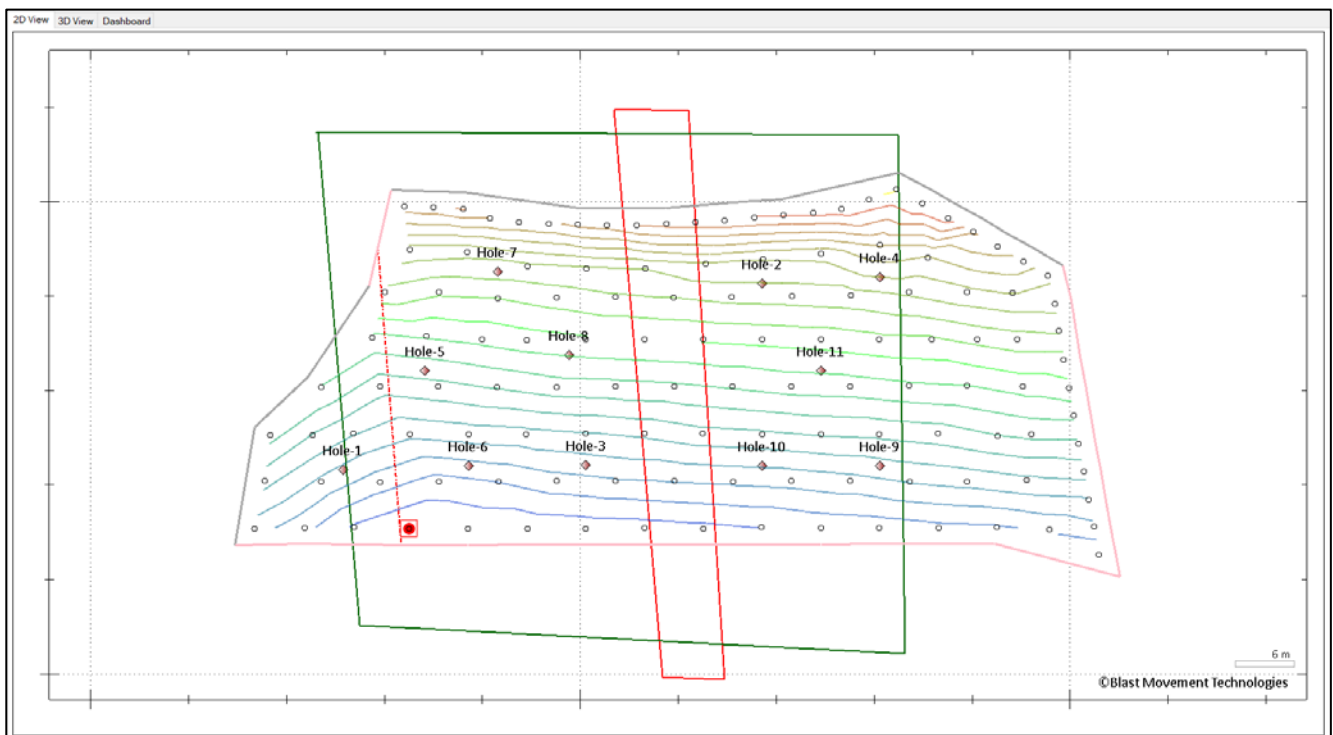 2D View 3D View Dashboard
Hole-7
Hole-2
Hole-4
Hole-8
Hole-5
Hole-11
Hole-1
Hole-6
Hole-3
Hole-10
Hole-9
6 m
©Blast Movement Technologies